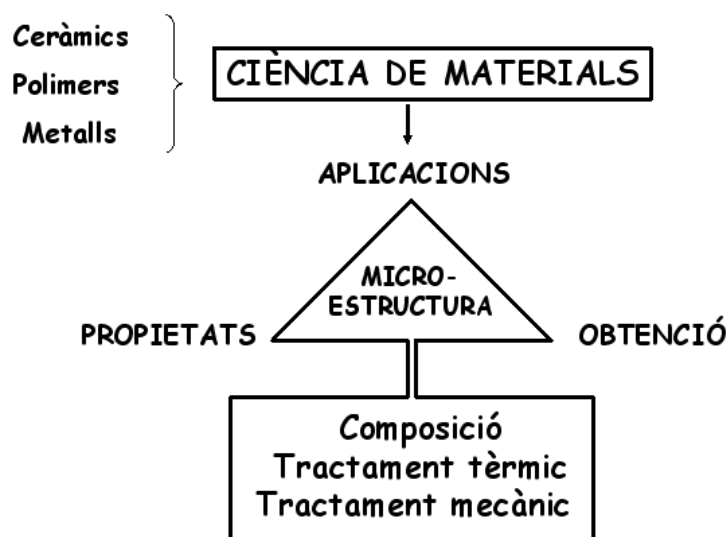 Ceràmics
Polimers
Metalls
CIÈNCIA DE MATERIALS
APLICACIONS
MICRO-
ESTRUCTURA
PROPIETATS
OBTENCIÓ
Composició
Tractament tèrmic
Tractament mecànic